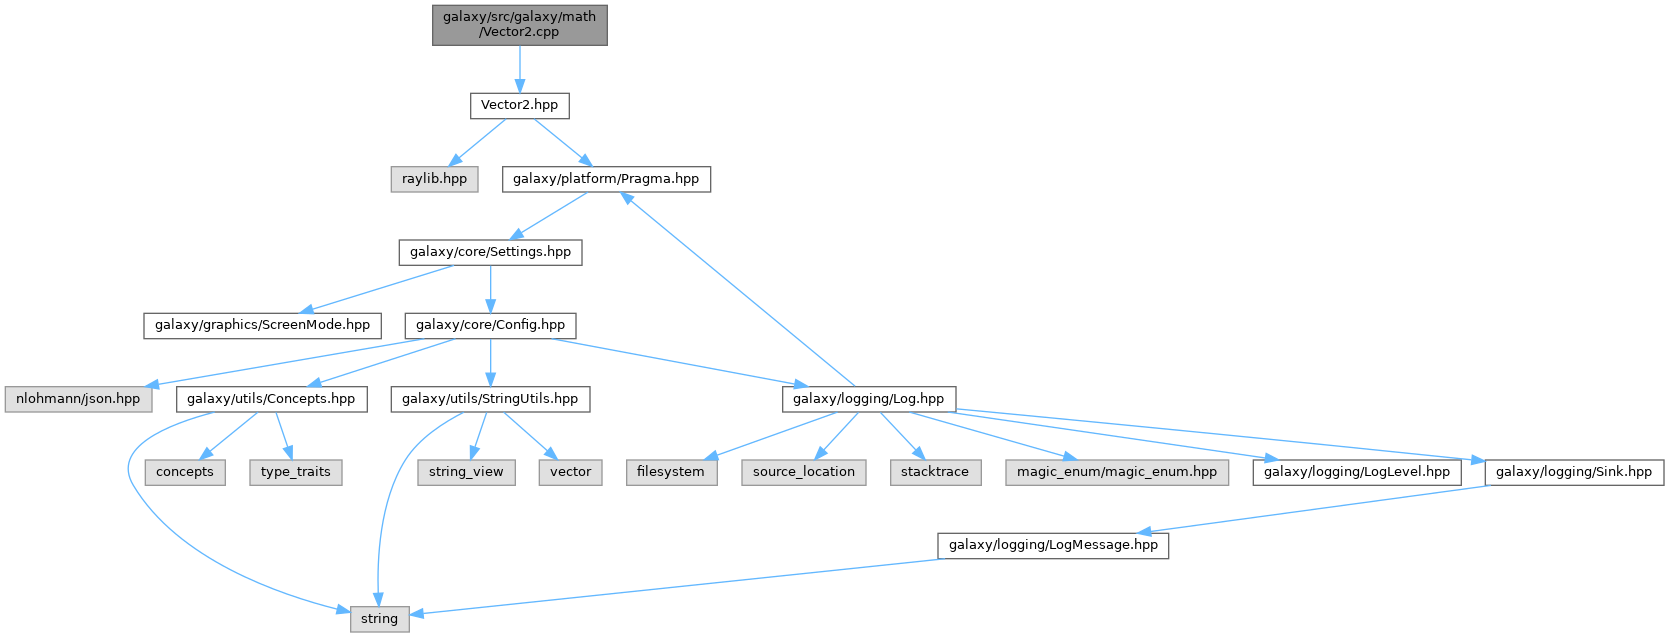 galaxy/src/galaxy/math
/Vector2.cpp
Vector2.hpp
raylib.hpp
galaxy/platform/Pragma.hpp
galaxy/core/Settings.hpp
galaxy/graphics/ScreenMode.hpp
galaxy/core/Config.hpp
nlohmann/json.hpp
galaxy/utils/Concepts.hpp
galaxy/utils/StringUtils.hpp
galaxy/logging/Log.hpp
concepts
type_traits
string_view
vector
filesystem
source_location
stacktrace
magic_enum/magic_enum.hpp
galaxy/logging/LogLevel.hpp
galaxy/logging/Sink.hpp
galaxy/logging/LogMessage.hpp
string